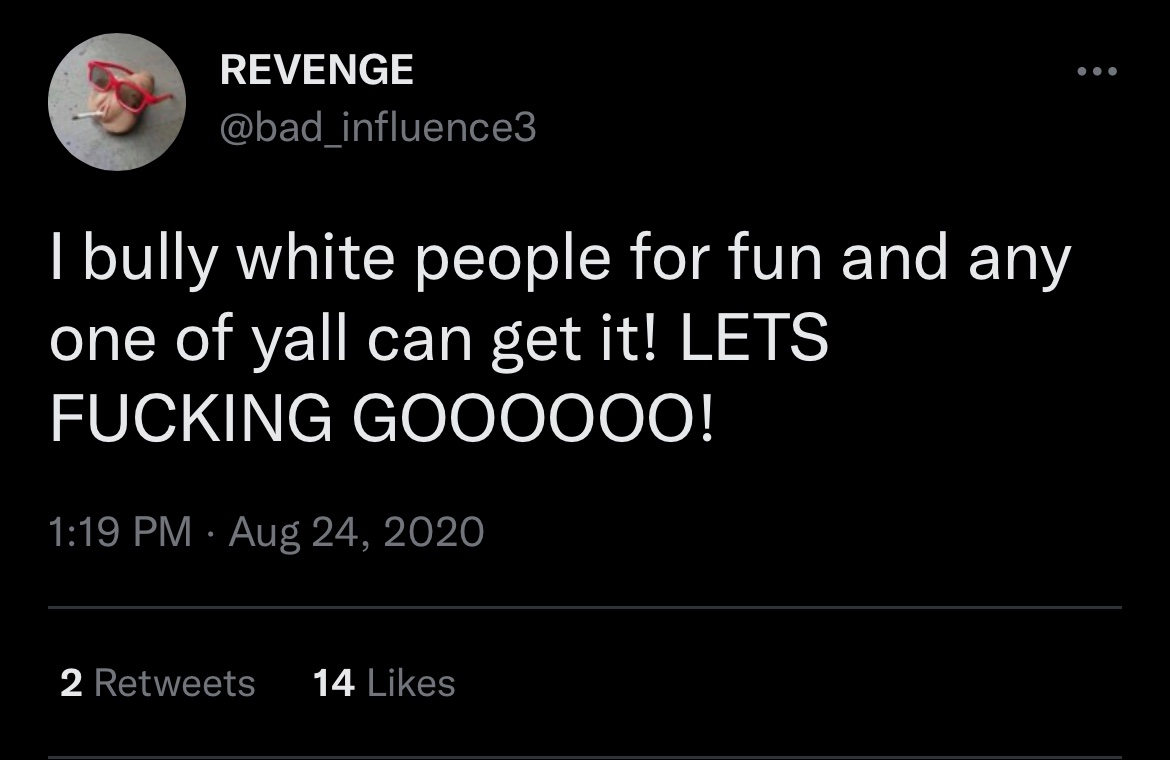 REVENGE
@bad_influence3
I bully white people for fun and any
one of yall can get it! LETS
FUCKING GOOOOOO!
1:19 PM · Aug 24, 2020
2 Retweets 14 Likes